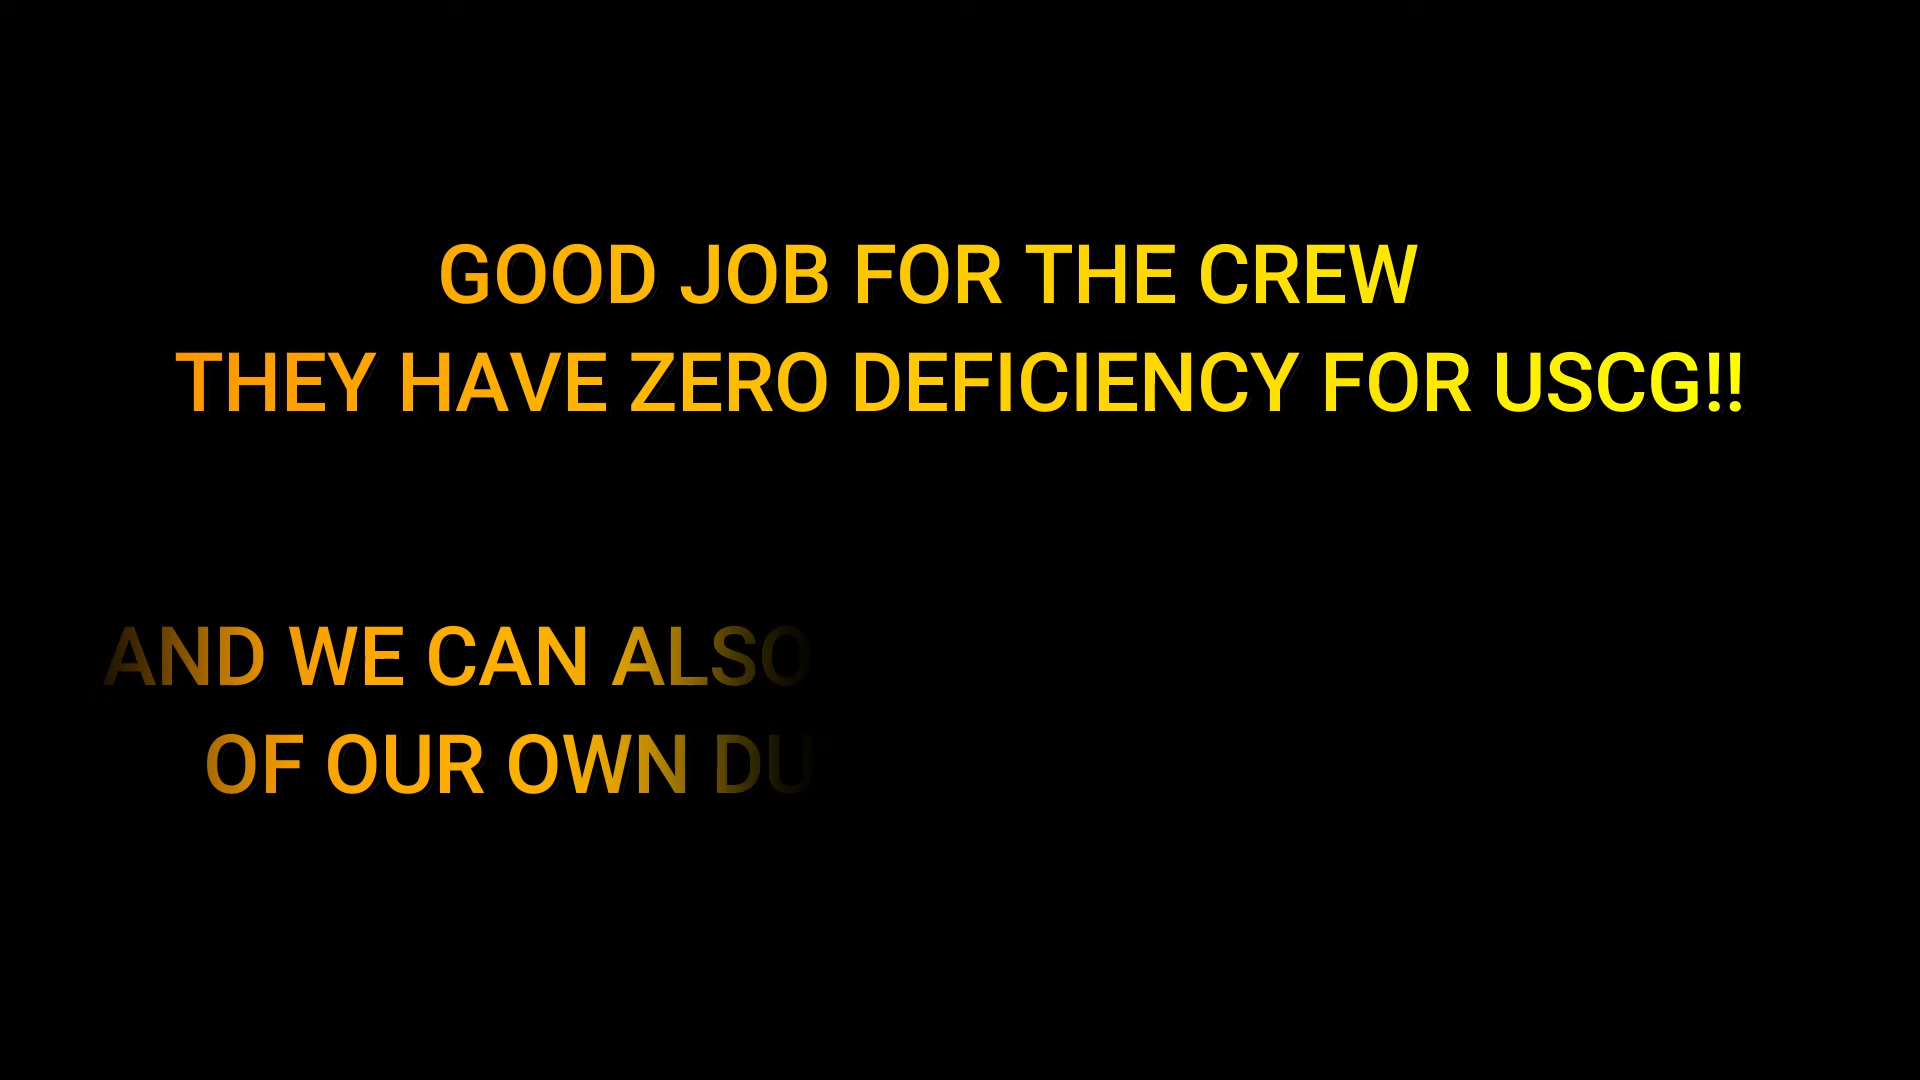 GOOD JOB FOR THE CREW
THEY HAVE ZERO DEFICIENCY FOR USCG!!
AND WE CAN ALSO
OF OUR OWN